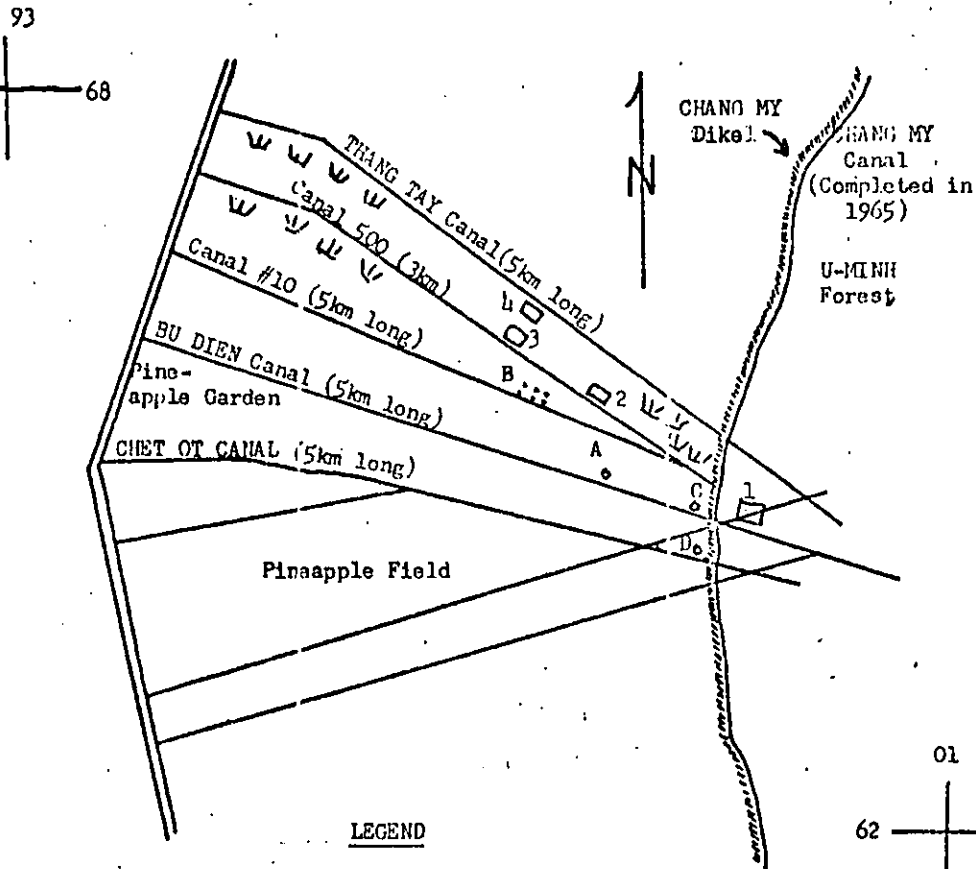 93
68
CHANG MY
Dike
CHANG MY
Canal
(Completed in
1965)
U-MINH
Forest
N
THANG TAY Canal (5km long)
Canal 500 (3km)
Canal #10 (5km long)
BU DIEN Canal (5km long)
Pine-
apple Garden
CHET OT CANAL (5km long)
4
3
2
B
A
C
1
D
Pineapple Field
01
62
LEGEND